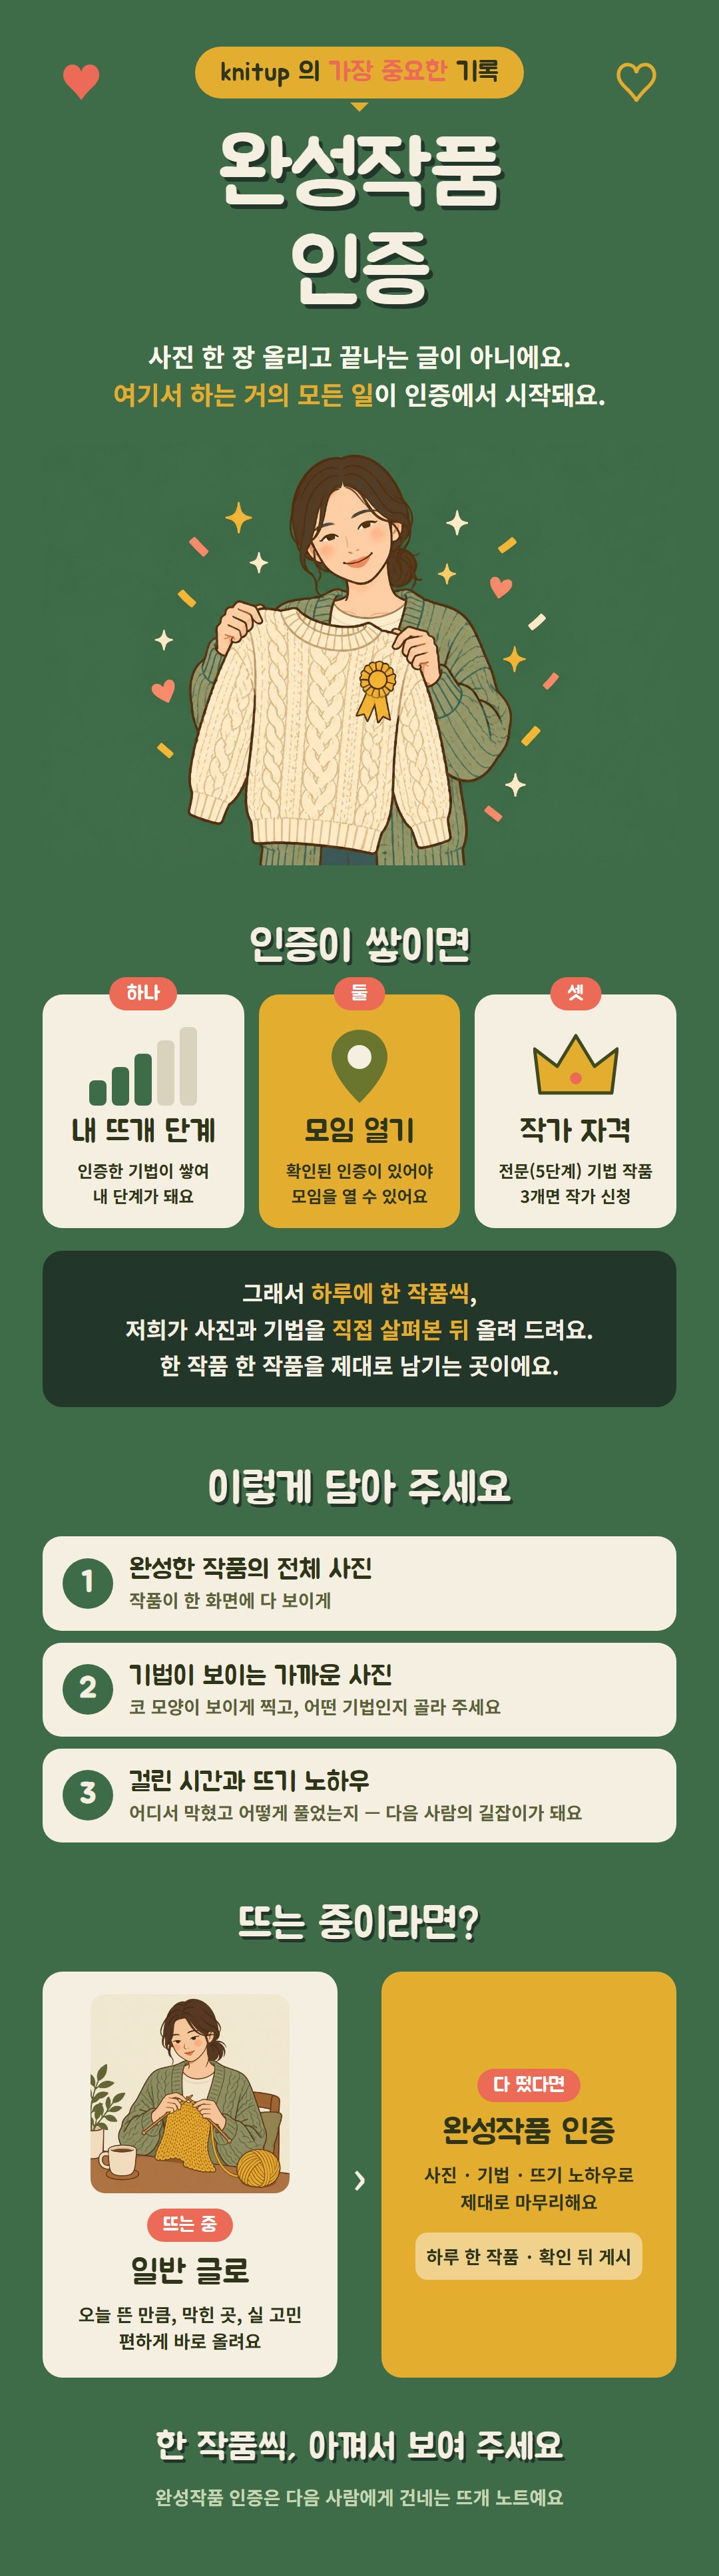 knitup 의 가장 중요한 기록
완성작품
인증
사진 한 장 올리고 끝나는 글이 아니에요.
여기서 하는 거의 모든 일이 인증에서 시작돼요.
인증이 쌓이면
하나
내 뜨개 단계
인증한 기법이 쌓여
내 단계가 돼요
둘
모임 열기
확인된 인증이 있어야
모임을 열 수 있어요
셋
작가 자격
전문(5단계) 기법 작품
3개면 작가 신청
그래서 하루에 한 작품씩,
저희가 사진과 기법을 직접 살펴본 뒤 올려 드려요.
한 작품 한 작품을 제대로 남기는 곳이에요.
이렇게 담아 주세요
1
완성한 작품의 전체 사진
작품이 한 화면에 다 보이게
2
기법이 보이는 가까운 사진
코 모양이 보이게 찍고, 어떤 기법인지 골라 주세요
3
걸린 시간과 뜨기 노하우
어디서 막혔고 어떻게 풀었는지 — 다음 사람의 길잡이가 돼요
뜨는 중이라면?
뜨는 중
일반 글로
오늘 뜬 만큼, 막힌 곳, 실 고민
편하게 바로 올려요
›
다 떴다면
완성작품 인증
사진 · 기법 · 뜨기 노하우로
제대로 마무리해요
하루 한 작품 · 확인 뒤 게시
한 작품씩, 아껴서 보여 주세요
완성작품 인증은 다음 사람에게 건네는 뜨개 노트예요